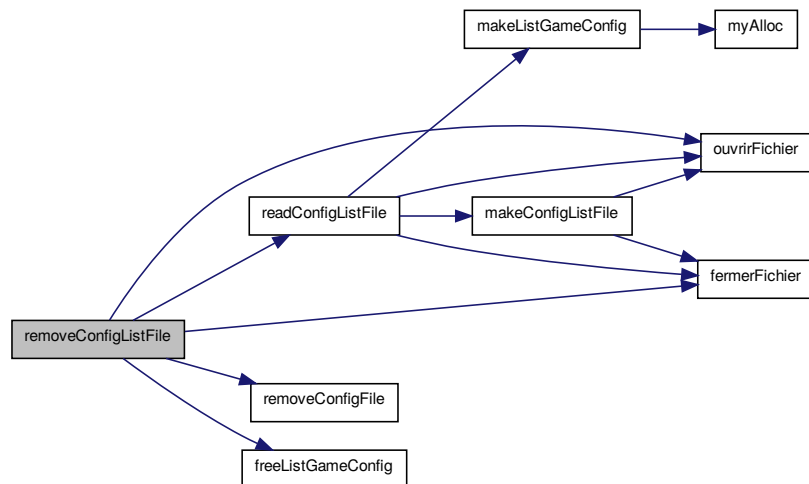 makeListGameConfig
myAlloc
ouvrirFichier
readConfigListFile
makeConfigListFile
fermerFichier
removeConfigListFile
removeConfigFile
freeListGameConfig